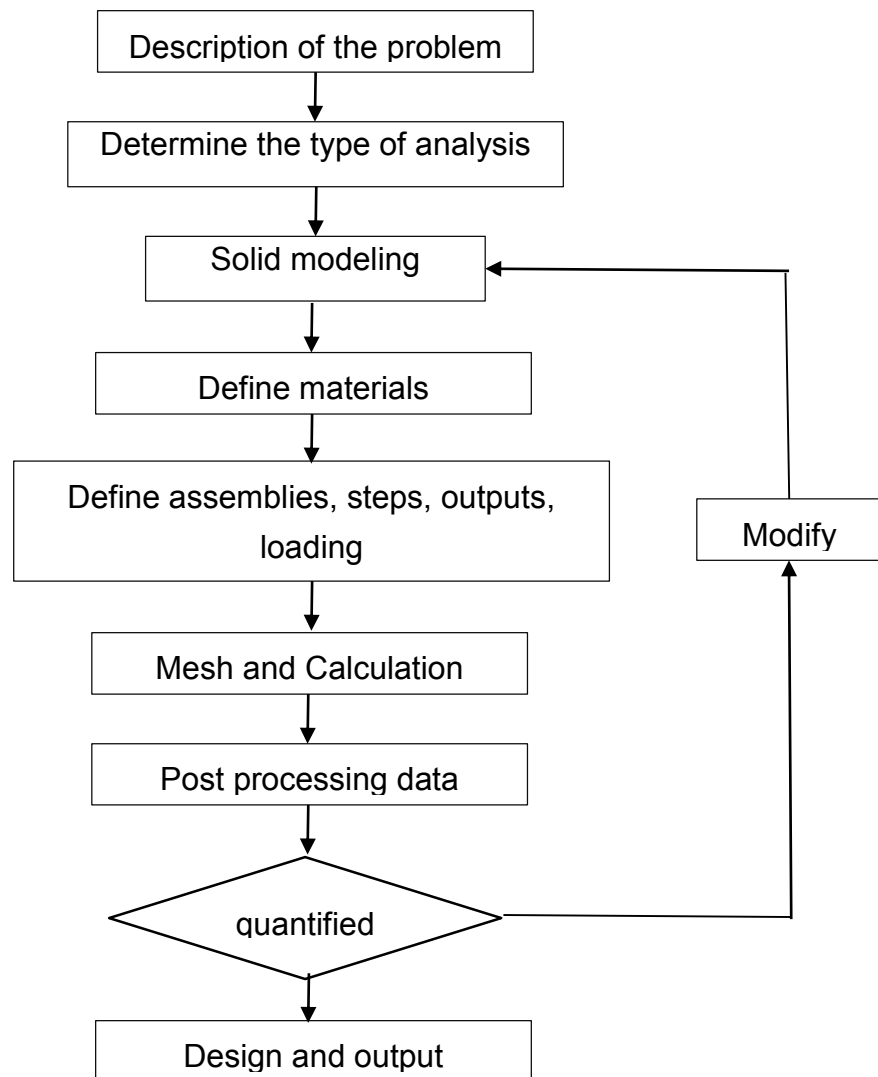 Description of the problem
Determine the type of analysis
Solid modeling
Define materials
Define assemblies, steps, outputs,
loading
Modify
Mesh and Calculation
Post processing data
quantified
Design and output